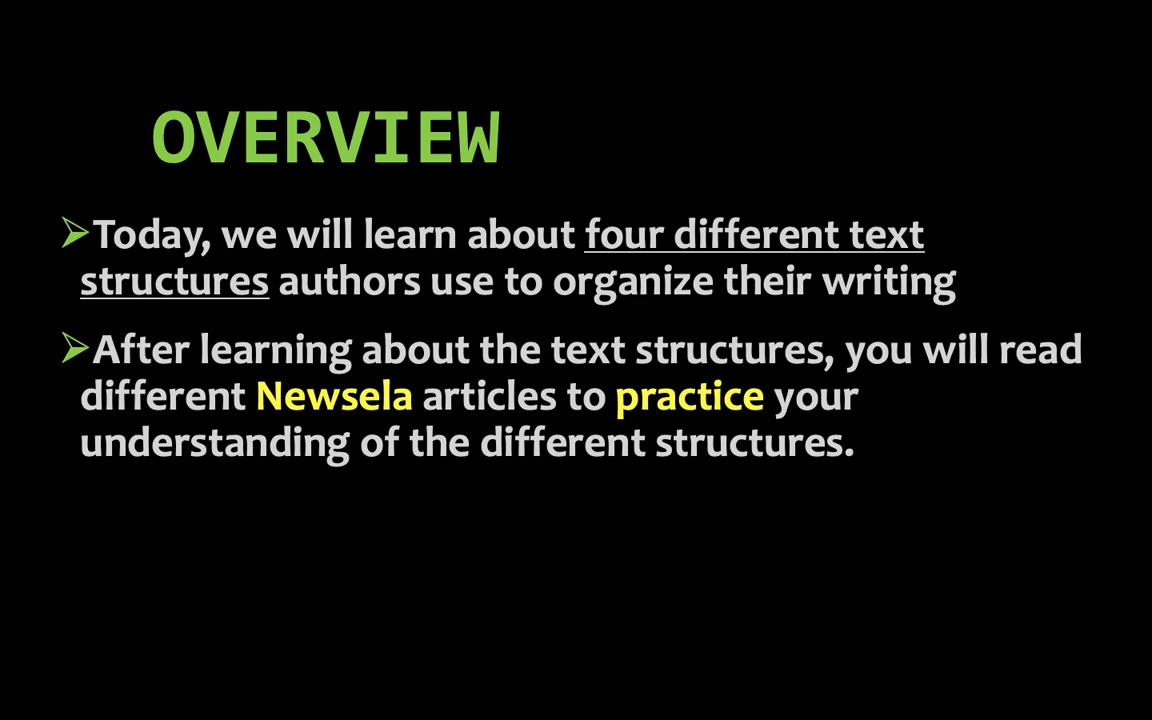 OVERVIEW
➢Today, we will learn about four different text
structures authors use to organize their writing
➢After learning about the text structures, you will read
different Newsela articles to practice your
understanding of the different structures.